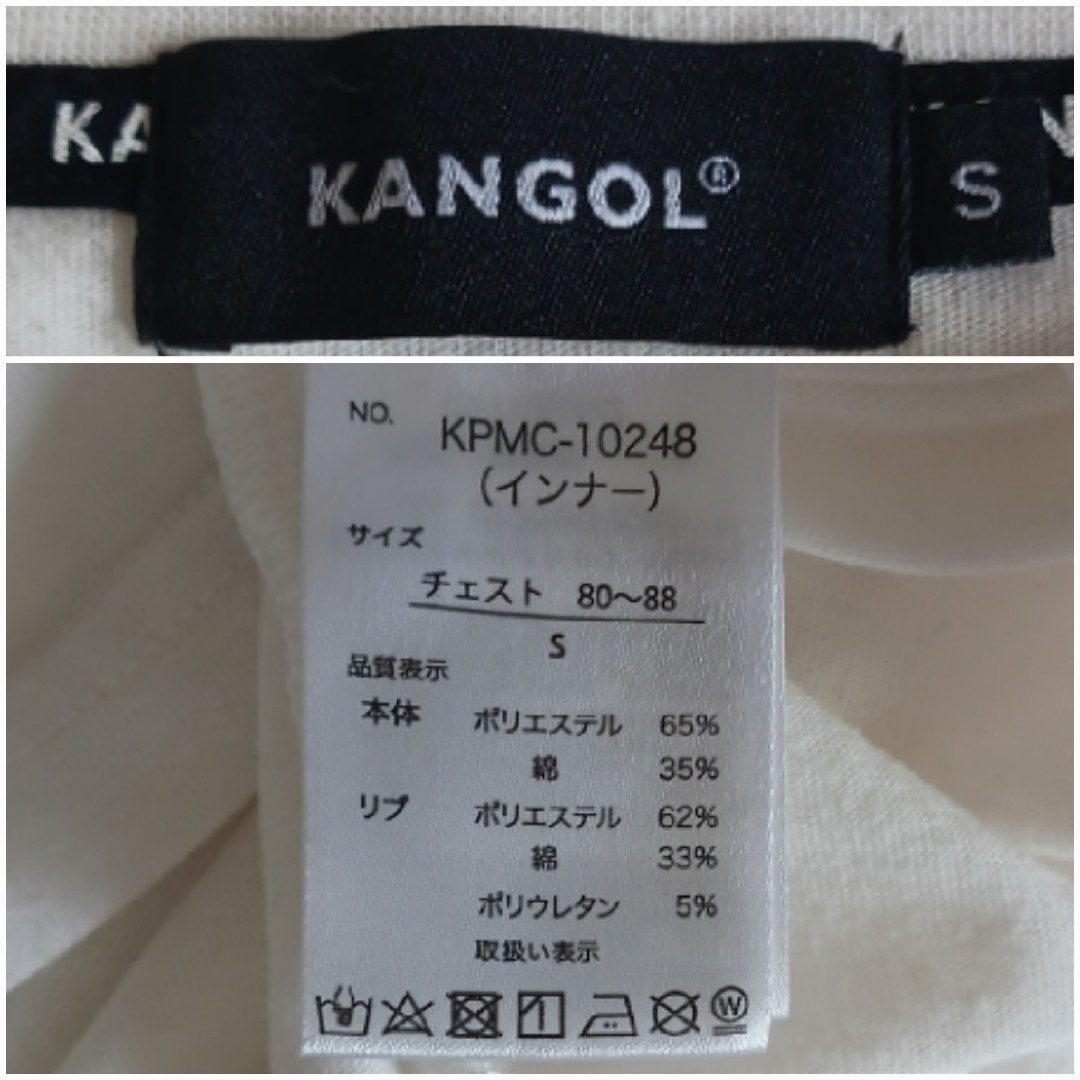 KA
KANGOL®
S
NO.
KPMC-10248
(インナー)
サイズ
チェスト 80〜88
S
品質表示
本体 ポリエステル 65%
綿 35%
リブ ポリエステル 62%
綿 33%
ポリウレタン 5%
取扱い表示
W